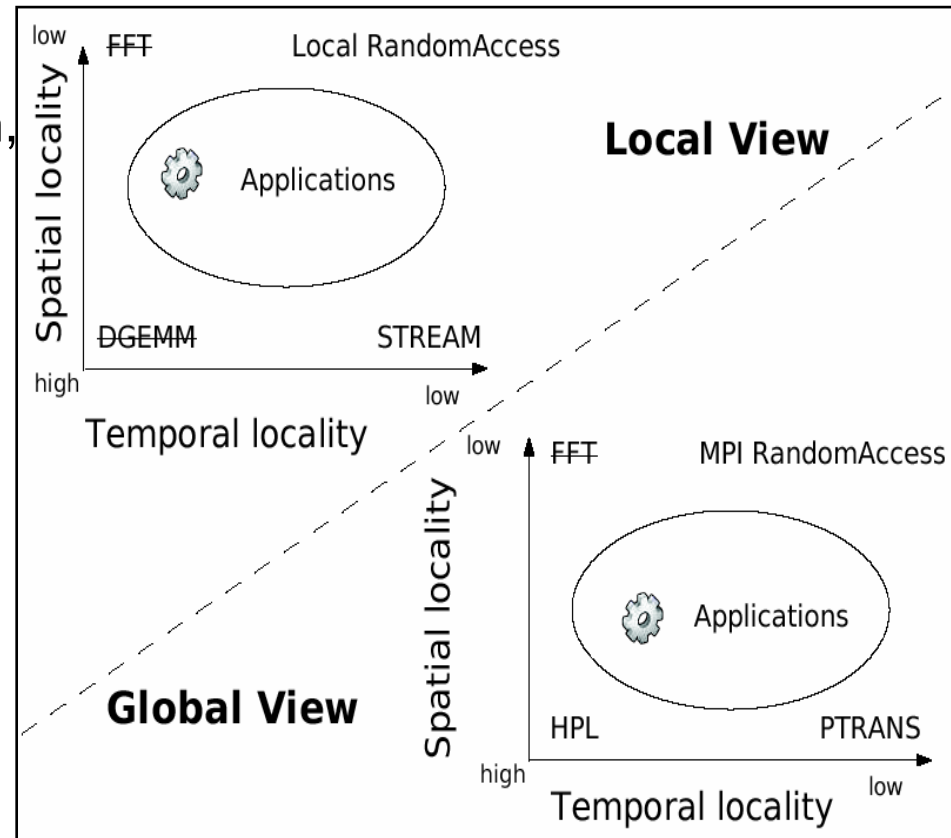 low
FFT
Local RandomAccess
Spatial locality
Local View
Applications
DGEMM
STREAM
high
low
Temporal locality
low
FFT
MPI RandomAccess
Spatial locality
Applications
Global View
HPL
PTRANS
high
low
Temporal locality